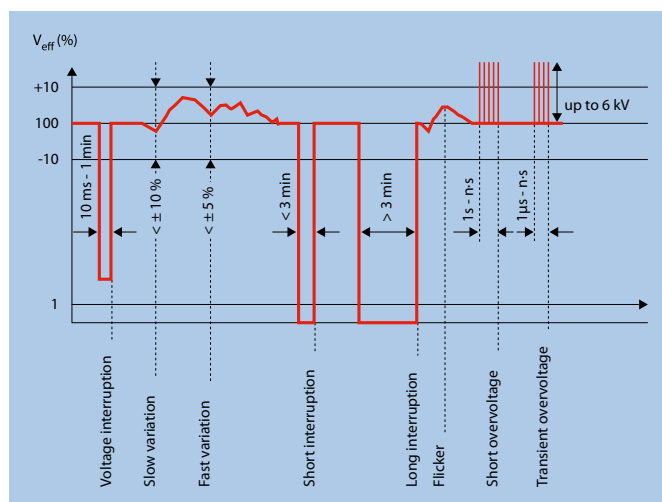 Veff (%)
+10
100
-10
1
up to 6 kV
10 ms - 1 min
< ± 10 %
< ± 5 %
< 3 min
> 3 min
1s - n·s
1µs - n·s
Voltage interruption
Slow variation
Fast variation
Short interruption
Long interruption
Flicker
Short overvoltage
Transient overvoltage